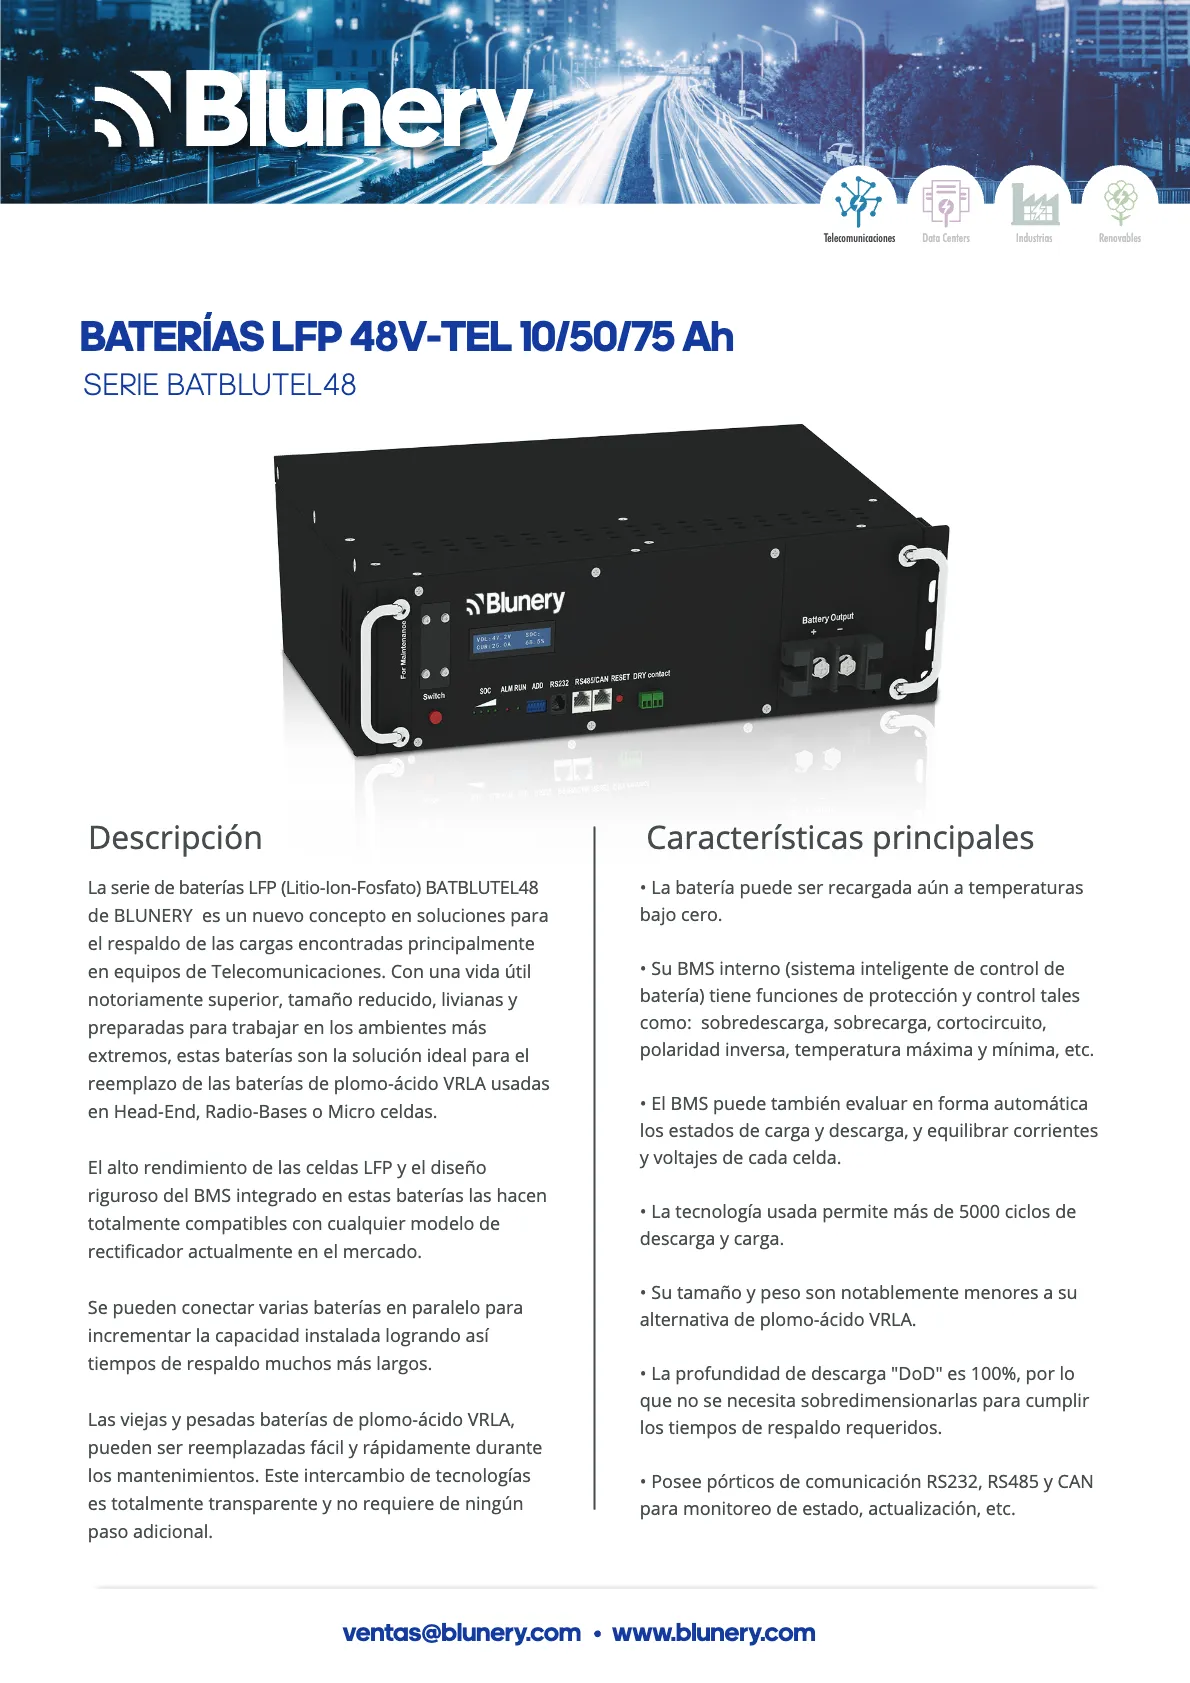 Blunery
Telecomunicaciones
Data Centers
Industrias
Renovables
BATERÍAS LFP 48V-TEL 10/50/75 Ah
SERIE BATBLUTEL48
Blunery
For Maintenance
Switch
SOC ALM RUN ADD RS232 RS485/CAN RESET DRY contact
Battery Output
+ −
Descripción
La serie de baterías LFP (Litio-Ion-Fosfato) BATBLUTEL48
de BLUNERY  es un nuevo concepto en soluciones para
el respaldo de las cargas encontradas principalmente
en equipos de Telecomunicaciones. Con una vida útil
notoriamente superior, tamaño reducido, livianas y
preparadas para trabajar en los ambientes más
extremos, estas baterías son la solución ideal para el
reemplazo de las baterías de plomo-ácido VRLA usadas
en Head-End, Radio-Bases o Micro celdas.
El alto rendimiento de las celdas LFP y el diseño
riguroso del BMS integrado en estas baterías las hacen
totalmente compatibles con cualquier modelo de
rectificador actualmente en el mercado.
Se pueden conectar varias baterías en paralelo para
incrementar la capacidad instalada logrando así
tiempos de respaldo muchos más largos.
Las viejas y pesadas baterías de plomo-ácido VRLA,
pueden ser reemplazadas fácil y rápidamente durante
los mantenimientos. Este intercambio de tecnologías
es totalmente transparente y no requiere de ningún
paso adicional.
Características principales
• La batería puede ser recargada aún a temperaturas
bajo cero.
• Su BMS interno (sistema inteligente de control de
batería) tiene funciones de protección y control tales
como:  sobredescarga, sobrecarga, cortocircuito,
polaridad inversa, temperatura máxima y mínima, etc.
• El BMS puede también evaluar en forma automática
los estados de carga y descarga, y equilibrar corrientes
y voltajes de cada celda.
• La tecnología usada permite más de 5000 ciclos de
descarga y carga.
• Su tamaño y peso son notablemente menores a su
alternativa de plomo-ácido VRLA.
• La profundidad de descarga "DoD" es 100%, por lo
que no se necesita sobredimensionarlas para cumplir
los tiempos de respaldo requeridos.
• Posee pórticos de comunicación RS232, RS485 y CAN
para monitoreo de estado, actualización, etc.
ventas@blunery.com • www.blunery.com